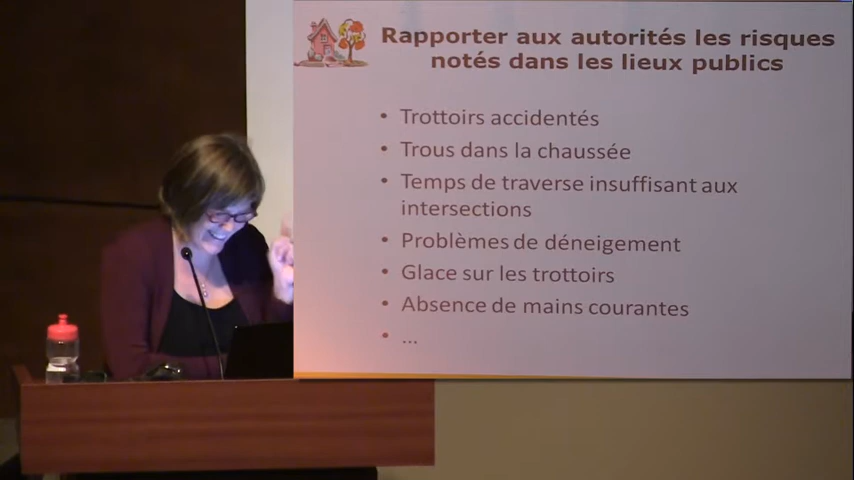 Rapporter aux autorités les risques
notés dans les lieux publics
• Trottoirs accidentés
• Trous dans la chaussée
• Temps de traverse insuffisant aux
intersections
• Problèmes de déneigement
• Glace sur les trottoirs
• Absence de mains courantes
• ...